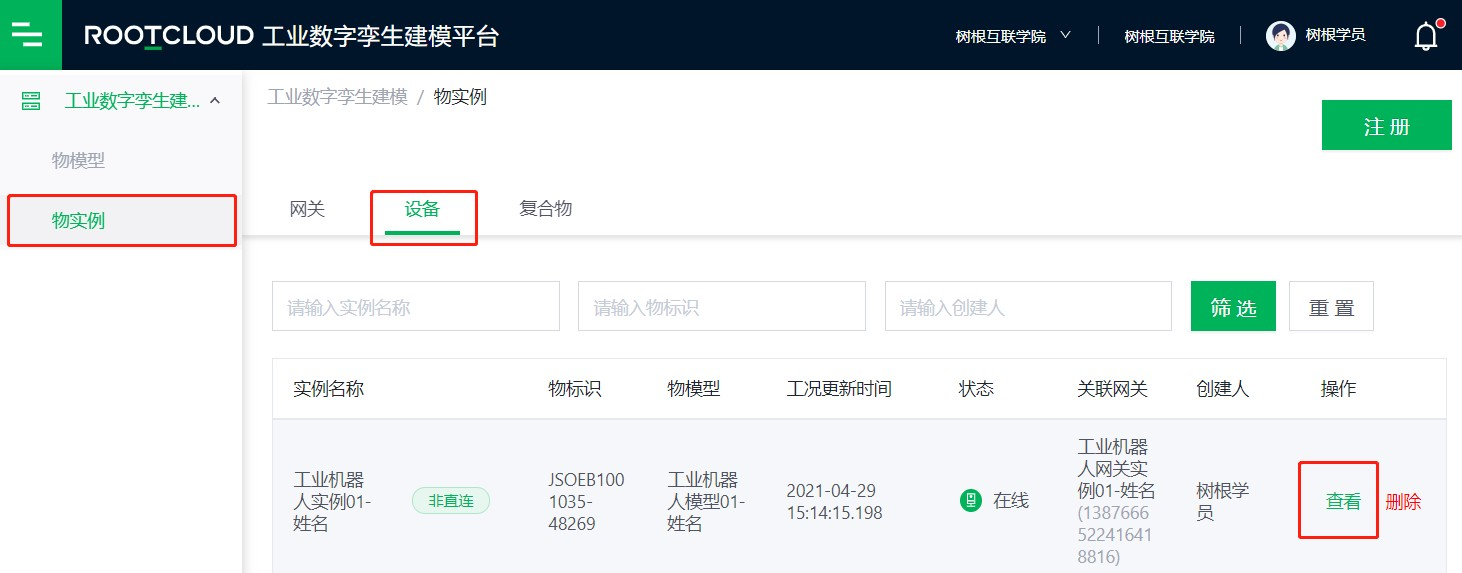 ROOTCLOUD 工业数字孪生建模平台
树根互联学院
树根互联学院
树根学员
工业数字孪生建...
物模型
物实例
工业数字孪生建模 / 物实例
注 册
网关
设备
复合物
请输入实例名称
请输入物标识
请输入创建人
筛 选
重 置
实例名称
物标识
物模型
工况更新时间
状态
关联网关
创建人
操作
工业机器
人实例01-
姓名
非直连
JSOEB100
1035-
48269
工业机器
人模型01-
姓名
2021-04-29
15:14:15.198
在线
工业机器
人网关实
例01-姓名
(1387666
52241641
8816)
树根学
员
查看
删除